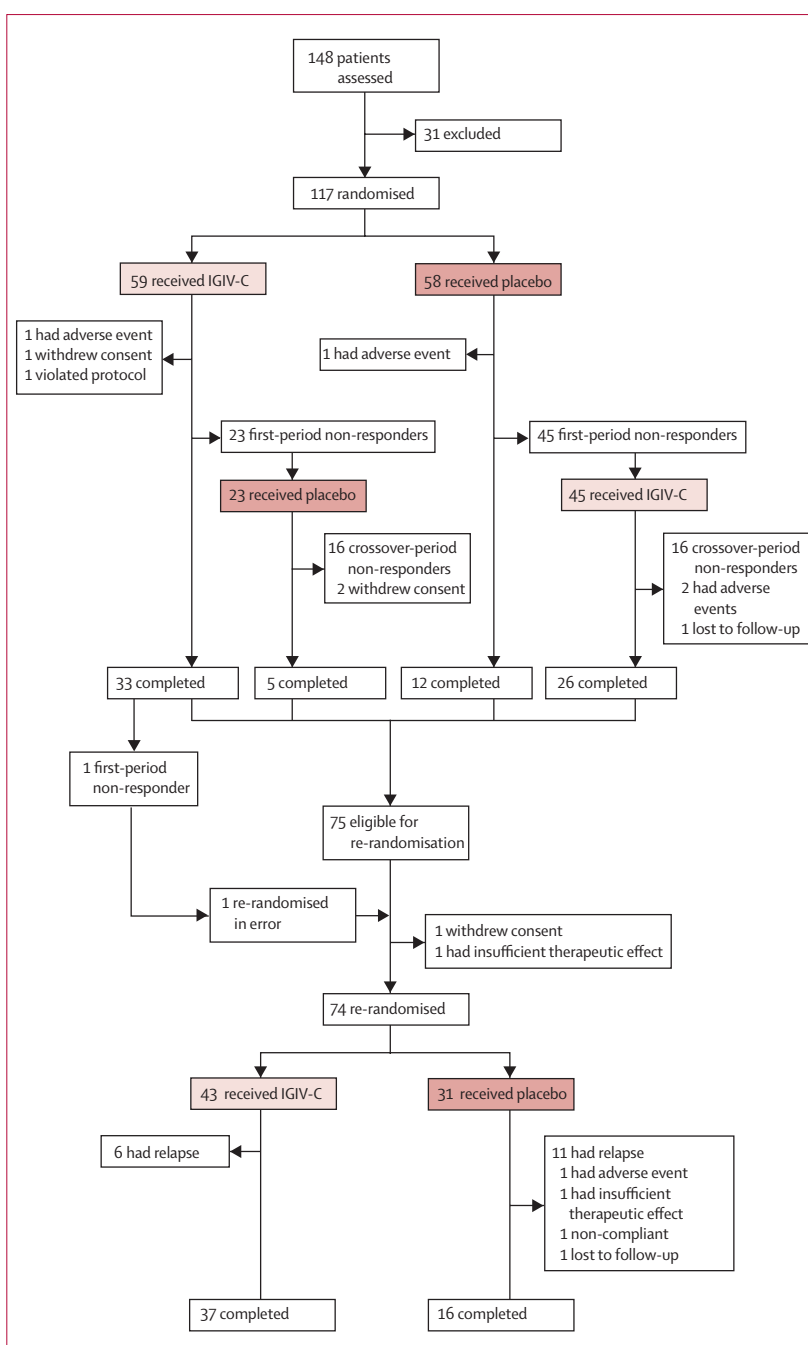 148 patients
assessed
31 excluded
117 randomised
59 received IGIV-C
58 received placebo
1 had adverse event
1 withdrew consent
1 violated protocol
1 had adverse event
23 first-period non-responders
45 first-period non-responders
23 received placebo
45 received IGIV-C
16 crossover-period
non-responders
2 withdrew consent
16 crossover-period
non-responders
2 had adverse
events
1 lost to follow-up
33 completed
5 completed
12 completed
26 completed
1 first-period
non-responder
75 eligible for
re-randomisation
1 re-randomised
in error
1 withdrew consent
1 had insufficient therapeutic effect
74 re-randomised
43 received IGIV-C
31 received placebo
6 had relapse
11 had relapse
1 had adverse event
1 had insufficient
therapeutic effect
1 non-compliant
1 lost to follow-up
37 completed
16 completed